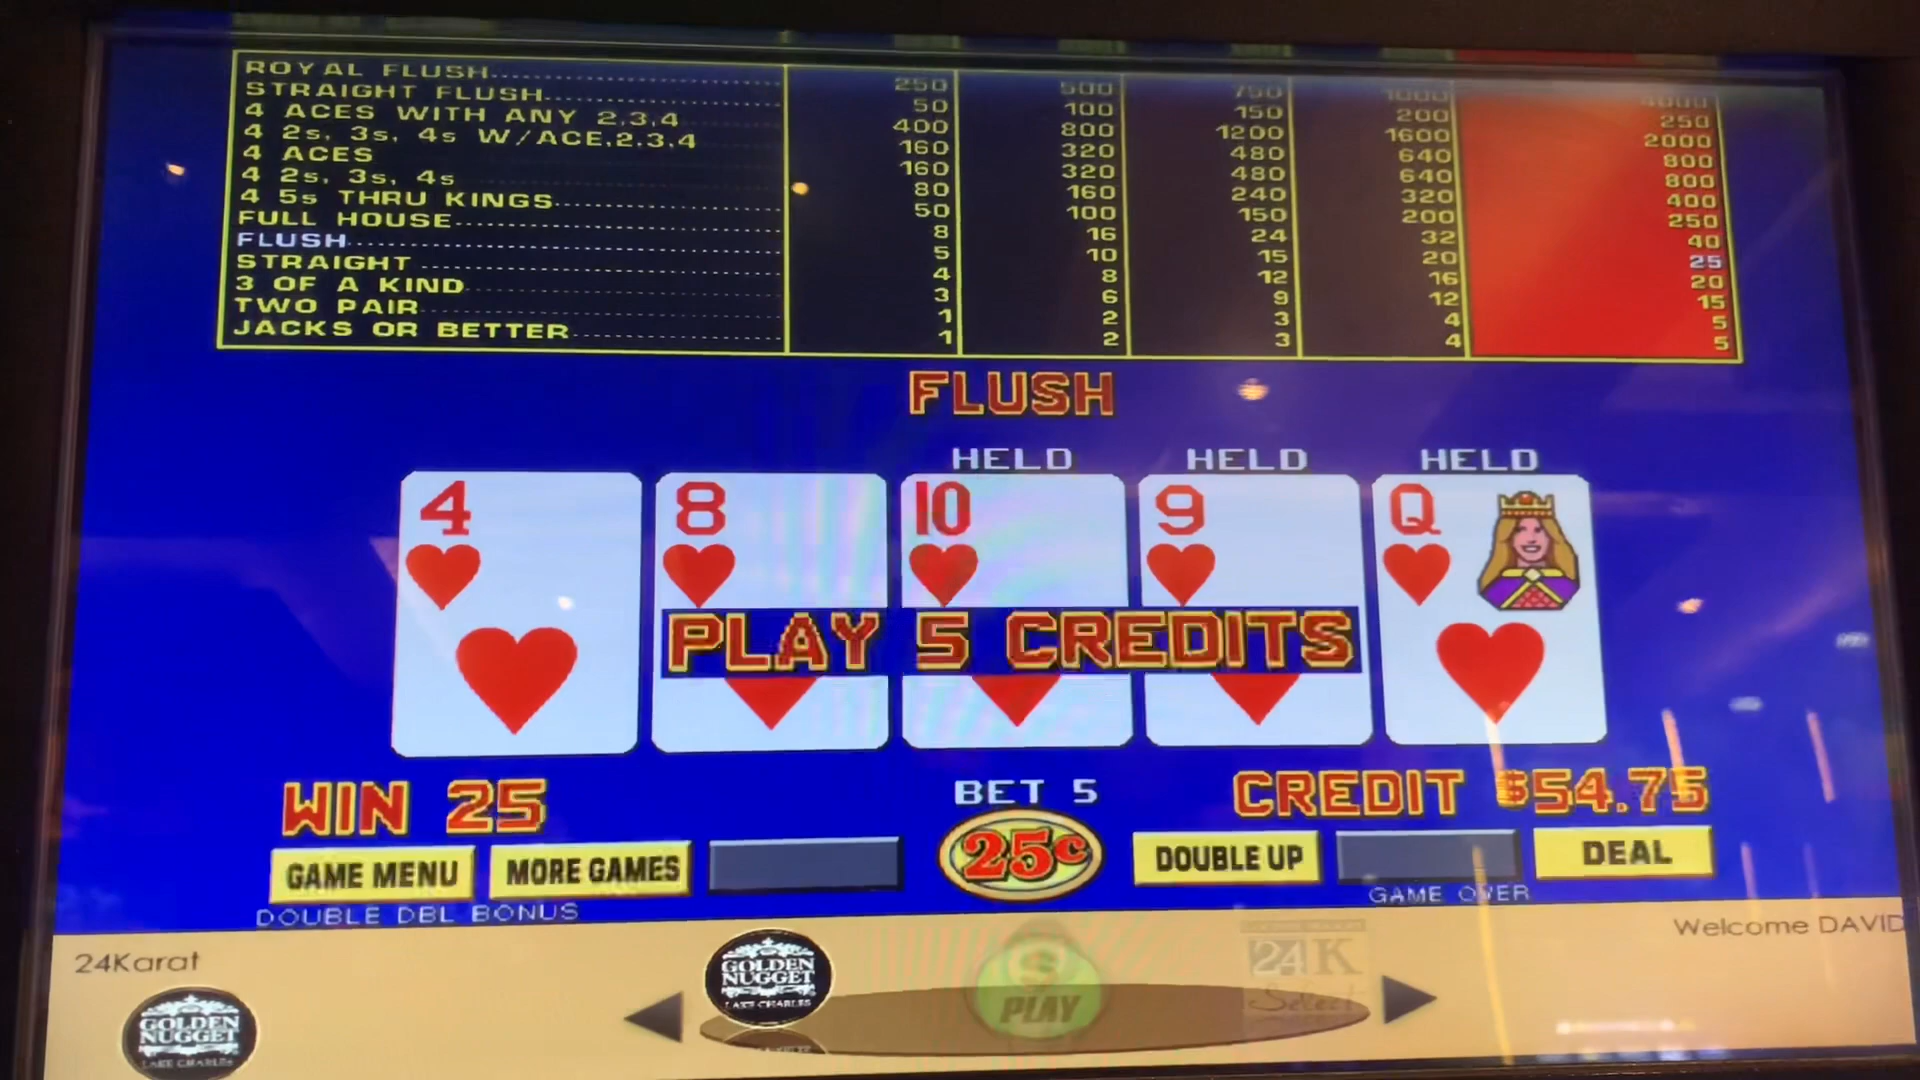 ROYAL FLUSH 250 500 750 1000 4000
STRAIGHT FLUSH 50 100 150 200 250
4 ACES WITH ANY 2,3,4 400 800 1200 1600 2000
4 2s, 3s, 4s W/ACE,2,3,4 160 320 480 640 800
4 ACES 160 320 480 640 800
4 2s, 3s, 4s 80 160 240 320 400
4 5s THRU KINGS 50 100 150 200 250
FULL HOUSE 8 16 24 32 40
FLUSH 5 10 15 20 25
STRAIGHT 4 8 12 16 20
3 OF A KIND 3 6 9 12 15
TWO PAIR 1 2 3 4 5
JACKS OR BETTER 1 2 3 4 5
FLUSH
HELD HELD HELD
4 8 10 9 Q
PLAY 5 CREDITS
WIN 25 BET 5 CREDIT $54.75
GAME MENU MORE GAMES 25¢ DOUBLE UP DEAL
DOUBLE DBL BONUS GAME OVER
Welcome DAVID
24Karat
GOLDEN NUGGET
LAKE CHARLES
PLAY
24K
Select
GOLDEN NUGGET
LAKE CHARLES